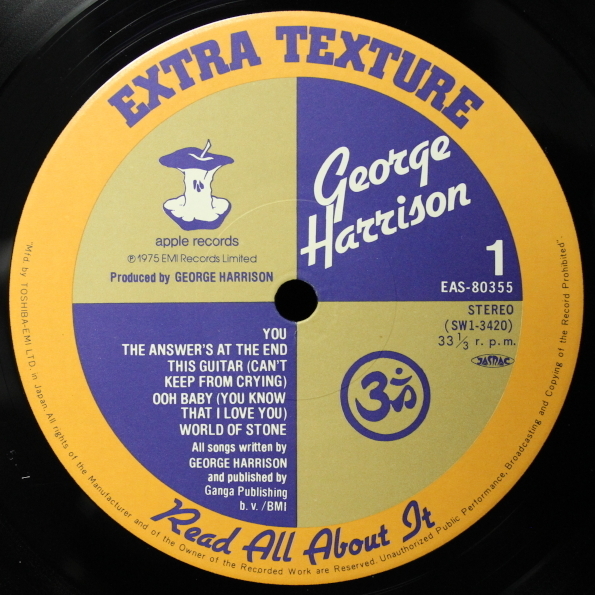 EXTRA TEXTURE
George
Harrison
apple records
℗1975 EMI Records Limited
Produced by GEORGE HARRISON
1
EAS-80355
YOU
THE ANSWER'S AT THE END
THIS GUITAR (CAN'T
KEEP FROM CRYING)
OOH BABY (YOU KNOW
THAT I LOVE YOU)
WORLD OF STONE
All songs written by
GEORGE HARRISON
and published by
Ganga Publishing
b. v./BMI
STEREO
(SW1-3420)
33 1/3 r. p. m.
JASRAC
ॐ
Read All About It
"Mfd. by TOSHIBA-EMI LTD. in Japan. All rights of the Manufacturer and of the Owner of the Recorded Work are Reserved. Unauthorized Public Performance, Broadcasting and Copying of the Record Prohibited".